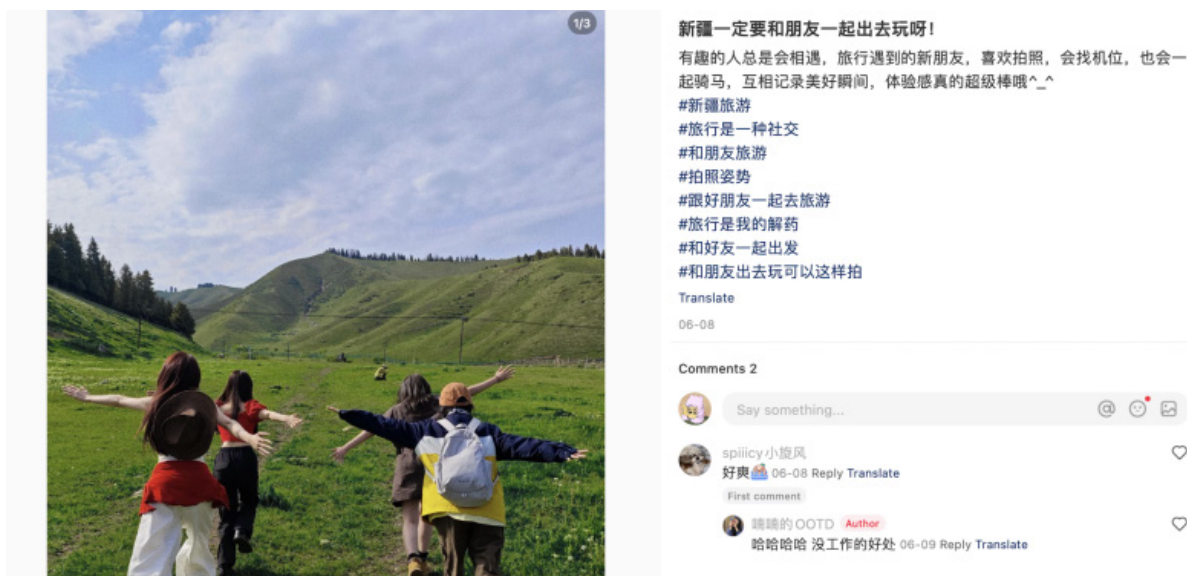 1/3
新疆一定要和朋友一起出去玩呀！
有趣的人总是会相遇，旅行遇到的新朋友，喜欢拍照，会找机位，也会一
起骑马，互相记录美好瞬间，体验感真的超级棒哦^_^
#新疆旅游
#旅行是一种社交
#和朋友旅游
#拍照姿势
#跟好朋友一起去旅游
#旅行是我的解药
#和好友一起出发
#和朋友出去玩可以这样拍
Translate
06-08
Comments 2
Say something...
spiiicy小旋风
好爽 06-08 Reply Translate
First comment
喃喃的OOTD Author
哈哈哈哈 没工作的好处 06-09 Reply Translate